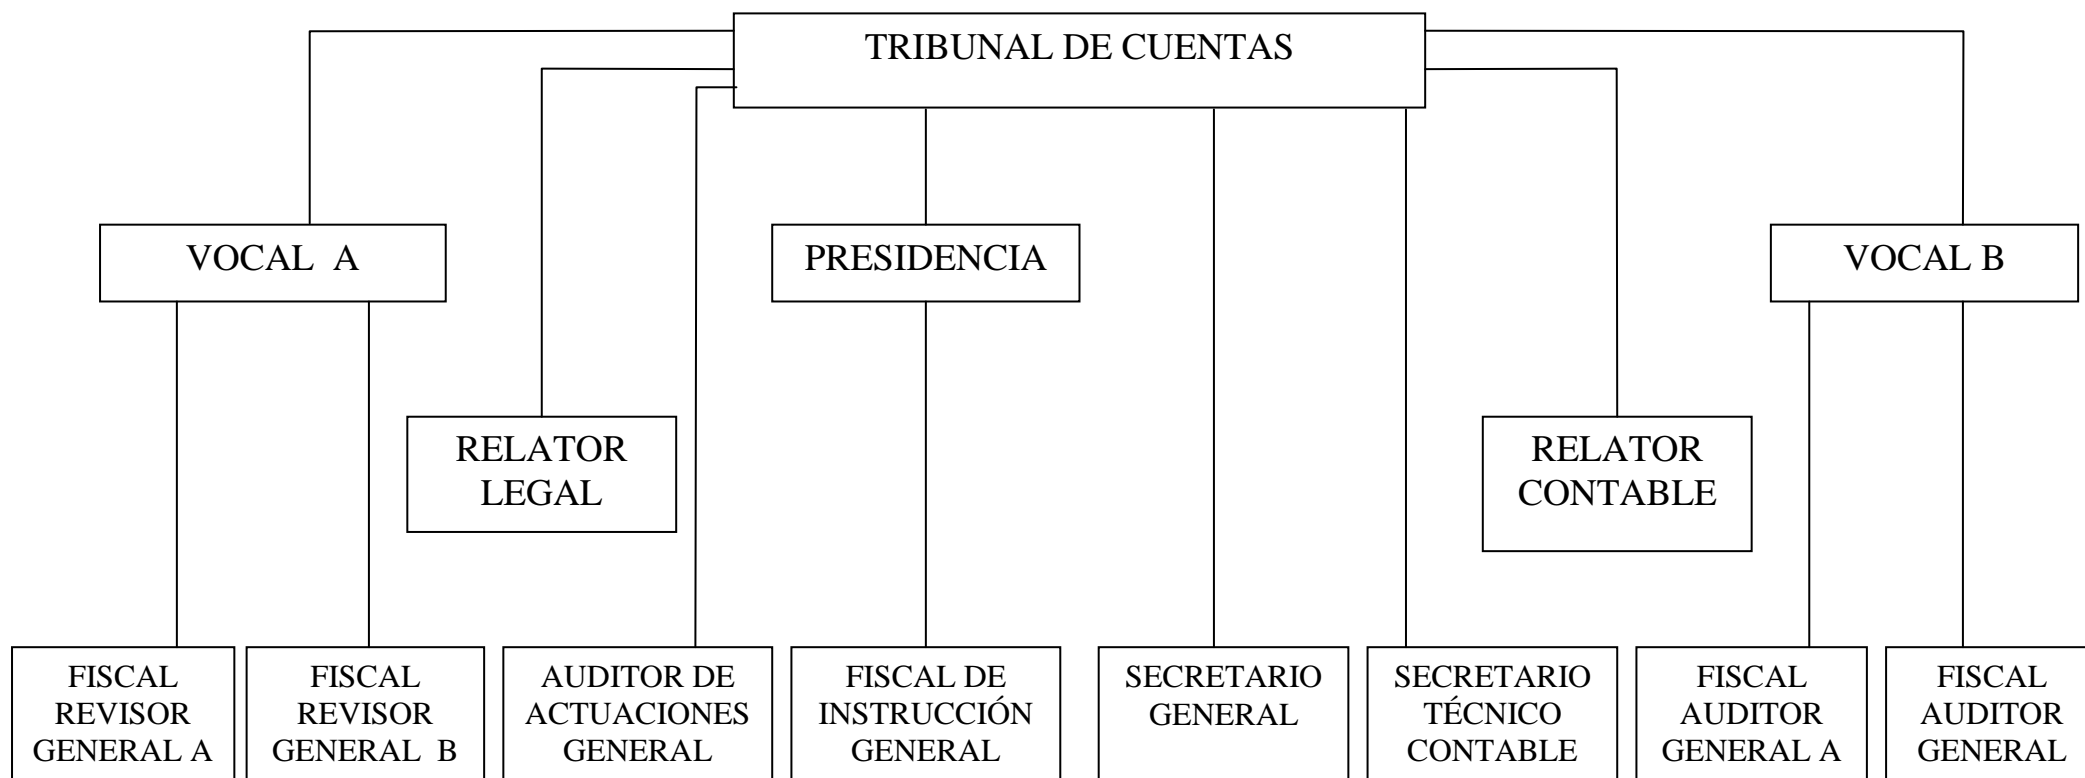 TRIBUNAL DE CUENTAS
VOCAL A
PRESIDENCIA
VOCAL B
RELATOR
LEGAL
RELATOR
CONTABLE
FISCAL
REVISOR
GENERAL A
FISCAL
REVISOR
GENERAL B
AUDITOR DE
ACTUACIONES
GENERAL
FISCAL DE
INSTRUCCIÓN
GENERAL
SECRETARIO
GENERAL
SECRETARIO
TÉCNICO
CONTABLE
FISCAL
AUDITOR
GENERAL A
FISCAL
AUDITOR
GENERAL